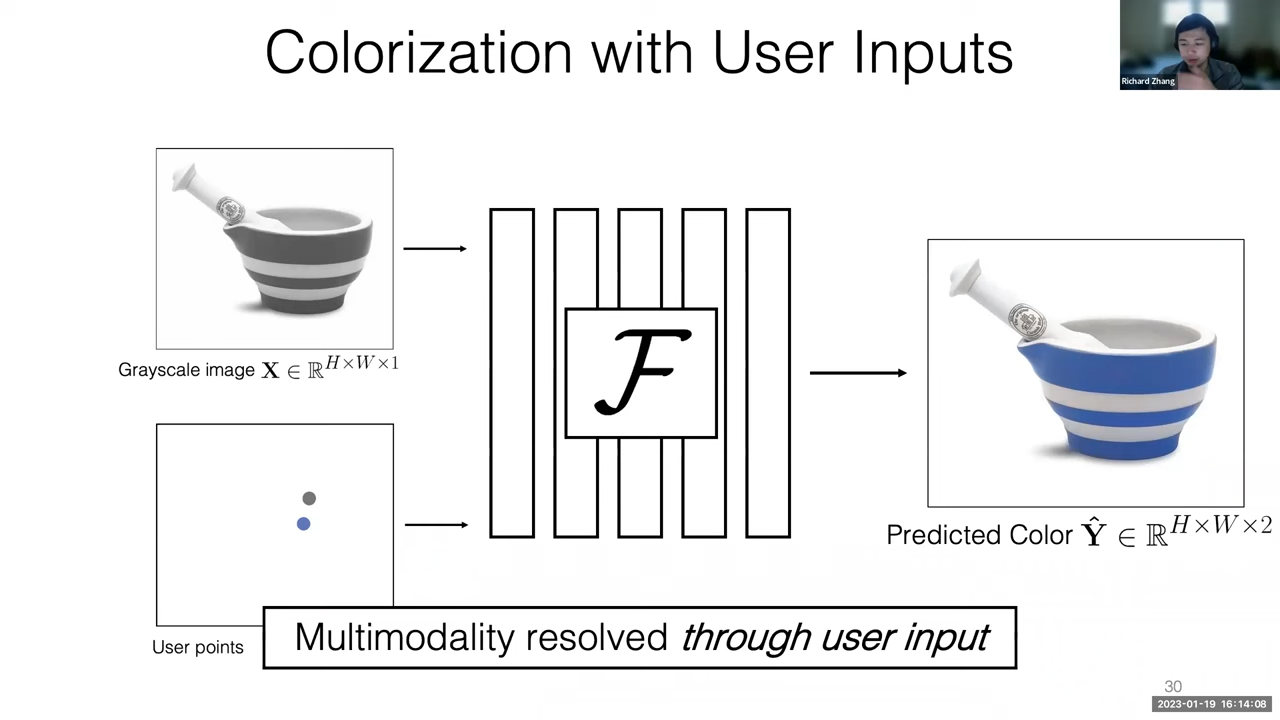 Colorization with User Inputs
Richard Zhang
Grayscale image X ∈ ℝ^{H×W×1}
ℱ
Predicted Color Ŷ ∈ ℝ^{H×W×2}
User points
Multimodality resolved through user input
30
2023-01-19 16:14:08